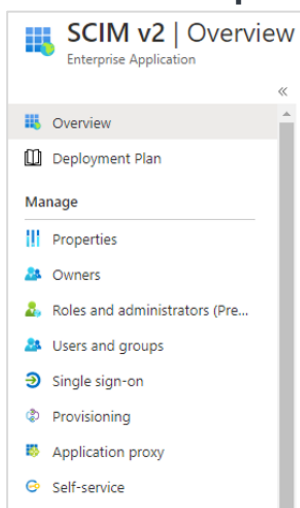 SCIM v2 | Overview
Enterprise Application
«
Overview
Deployment Plan
Manage
Properties
Owners
Roles and administrators (Pre...
Users and groups
Single sign-on
Provisioning
Application proxy
Self-service